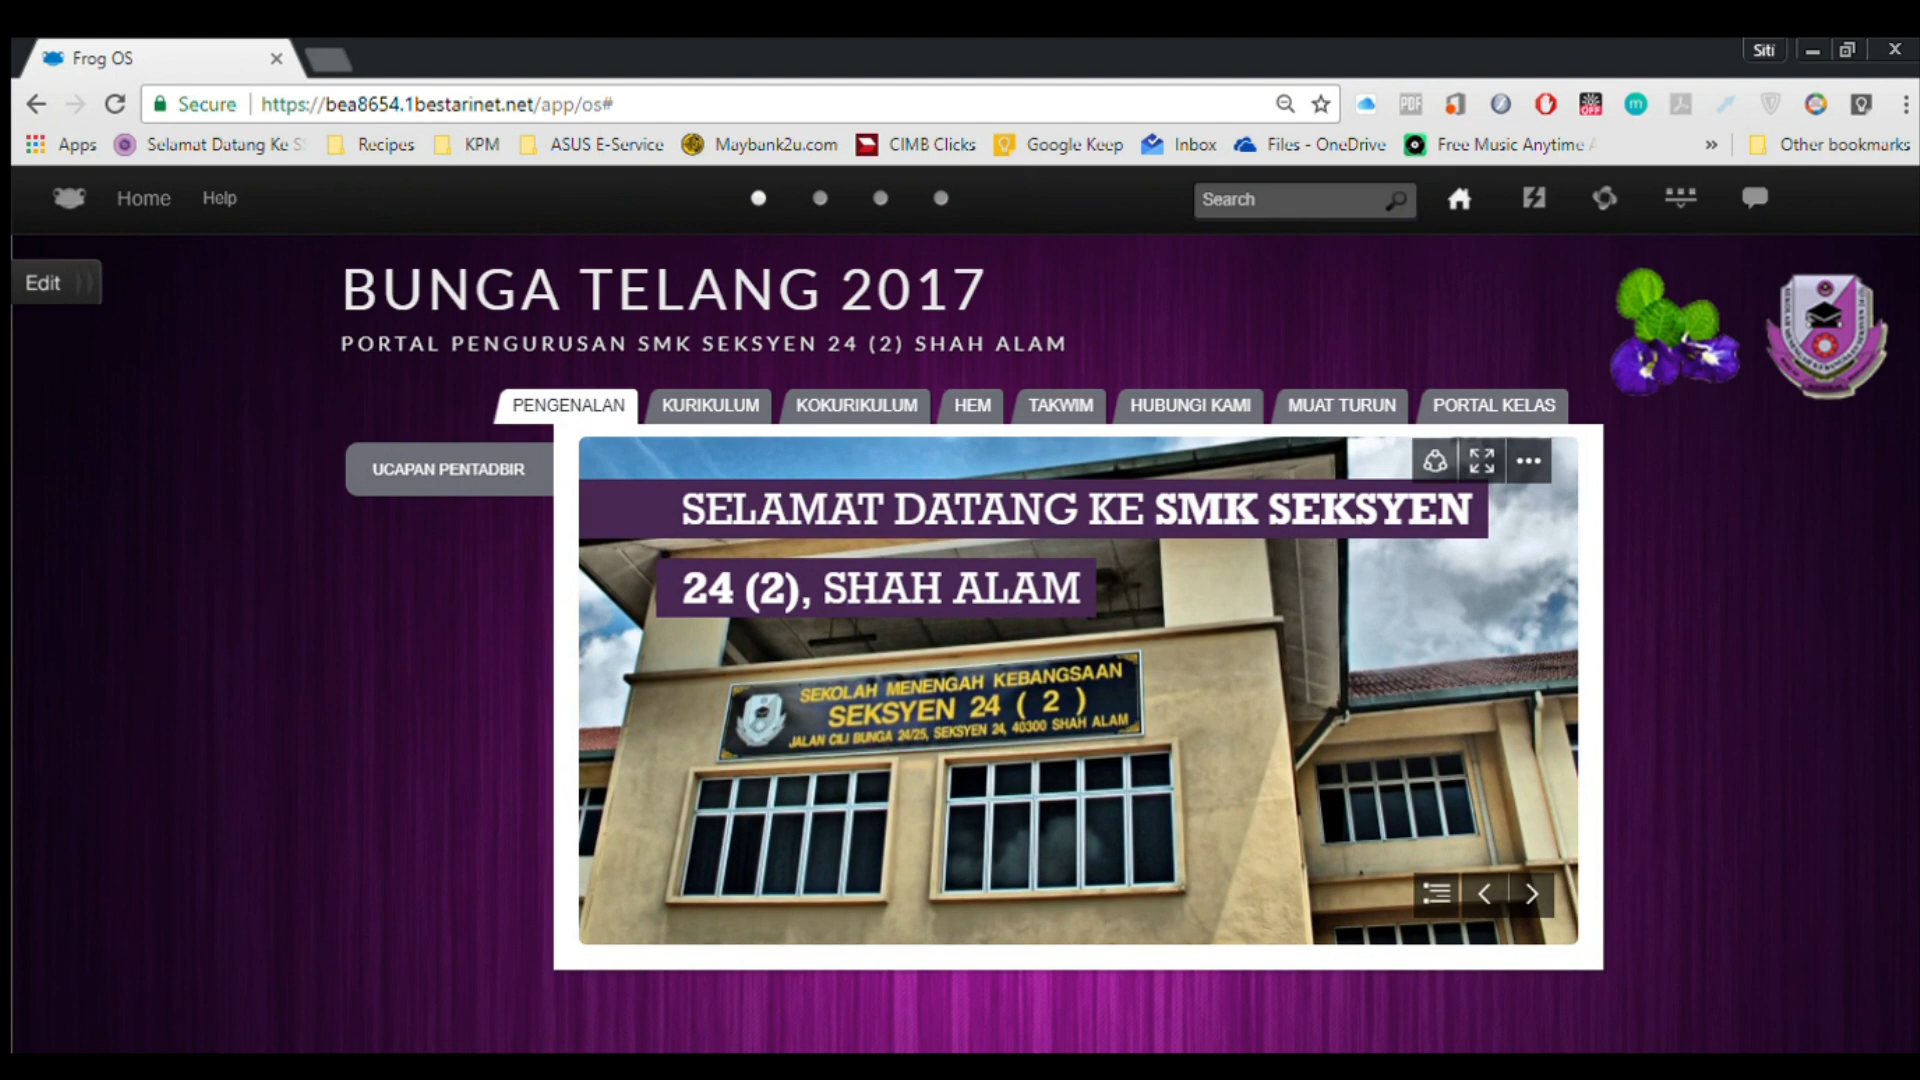 Frog OS
Siti
Secure https://bea8654.1bestarinet.net/app/os#
PDF
OFF
m
Apps Selamat Datang Ke S Recipes KPM ASUS E-Service Maybank2u.com CIMB Clicks Google Keep Inbox Files - OneDrive Free Music Anytime » Other bookmarks
Home Help Search
Edit
BUNGA TELANG 2017
PORTAL PENGURUSAN SMK SEKSYEN 24 (2) SHAH ALAM
PENGENALAN KURIKULUM KOKURIKULUM HEM TAKWIM HUBUNGI KAMI MUAT TURUN PORTAL KELAS
UCAPAN PENTADBIR
SELAMAT DATANG KE SMK SEKSYEN
24 (2), SHAH ALAM
SEKOLAH MENENGAH KEBANGSAAN
SEKSYEN 24 ( 2 )
JALAN CILI BUNGA 24/25, SEKSYEN 24, 40300 SHAH ALAM